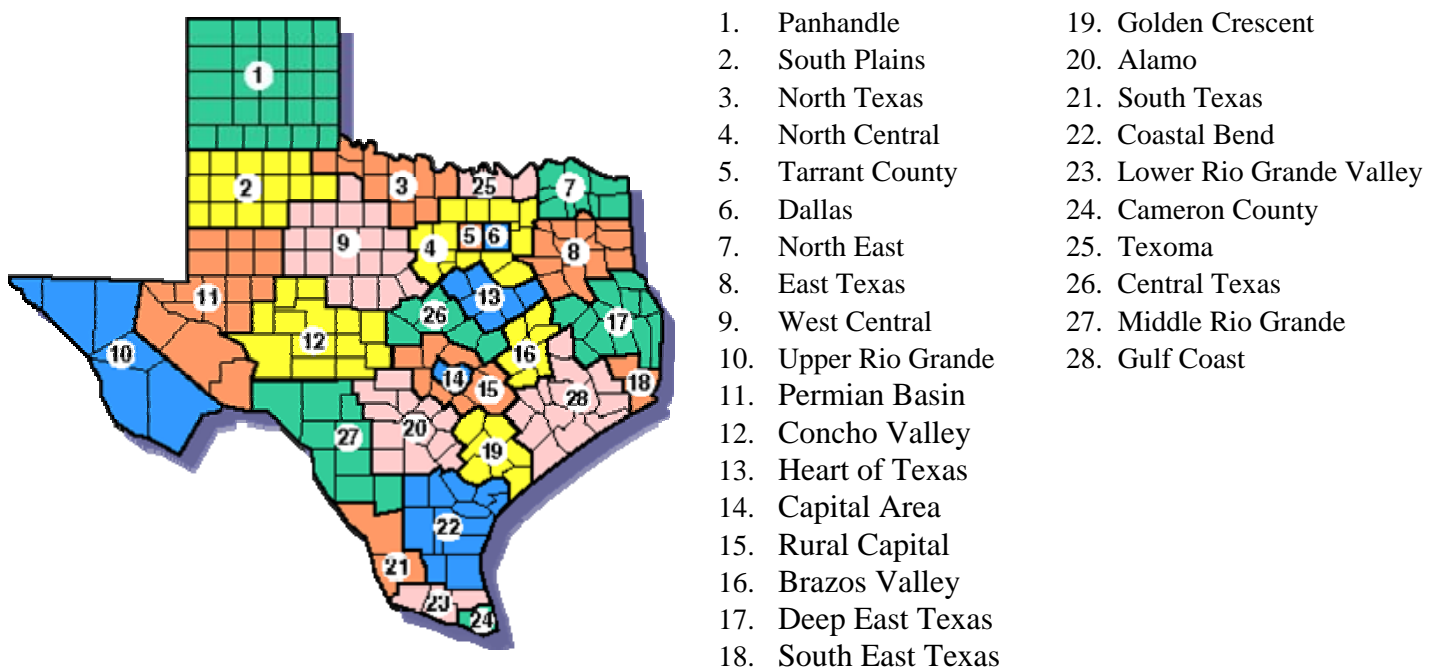 1. Panhandle
2. South Plains
3. North Texas
4. North Central
5. Tarrant County
6. Dallas
7. North East
8. East Texas
9. West Central
10. Upper Rio Grande
11. Permian Basin
12. Concho Valley
13. Heart of Texas
14. Capital Area
15. Rural Capital
16. Brazos Valley
17. Deep East Texas
18. South East Texas
19. Golden Crescent
20. Alamo
21. South Texas
22. Coastal Bend
23. Lower Rio Grande Valley
24. Cameron County
25. Texoma
26. Central Texas
27. Middle Rio Grande
28. Gulf Coast
1
2
3
25
7
9
4
5
6
8
11
13
10
12
26
17
16
14
15
18
28
27
20
19
22
21
23
24